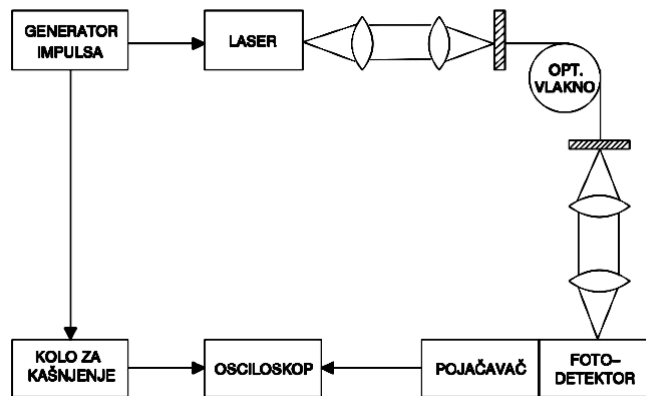 GENERATOR
IMPULSA
LASER
OPT.
VLAKNO
KOLO ZA
KAŠNJENJE
OSCILOSKOP
POJAČAVAČ
FOTO–
DETEKTOR